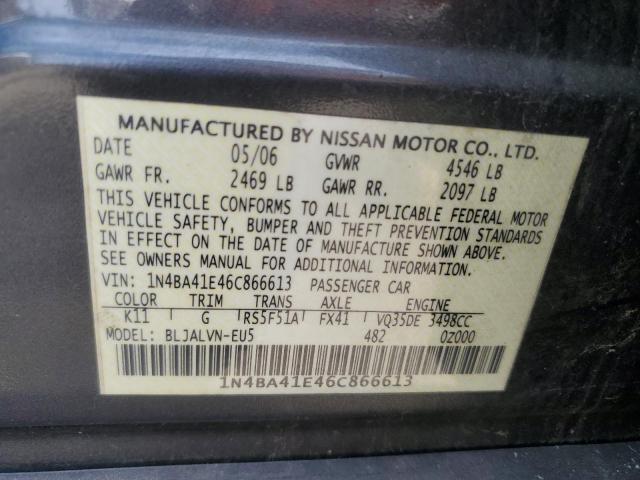 MANUFACTURED BY NISSAN MOTOR CO., LTD.
DATE 05/06 GVWR 4546 LB
GAWR FR. 2469 LB GAWR RR. 2097 LB
THIS VEHICLE CONFORMS TO ALL APPLICABLE FEDERAL MOTOR
VEHICLE SAFETY, BUMPER AND THEFT PREVENTION STANDARDS
IN EFFECT ON THE DATE OF MANUFACTURE SHOWN ABOVE.
SEE OWNERS MANUAL FOR ADDITIONAL INFORMATION.
VIN: 1N4BA41E46C866613 PASSENGER CAR
COLOR TRIM TRANS AXLE ENGINE
K11 G RS5F51A FX41 VQ35DE 3498CC
MODEL: BLJALVN-EU5 482 0Z000
1N4BA41E46C866613